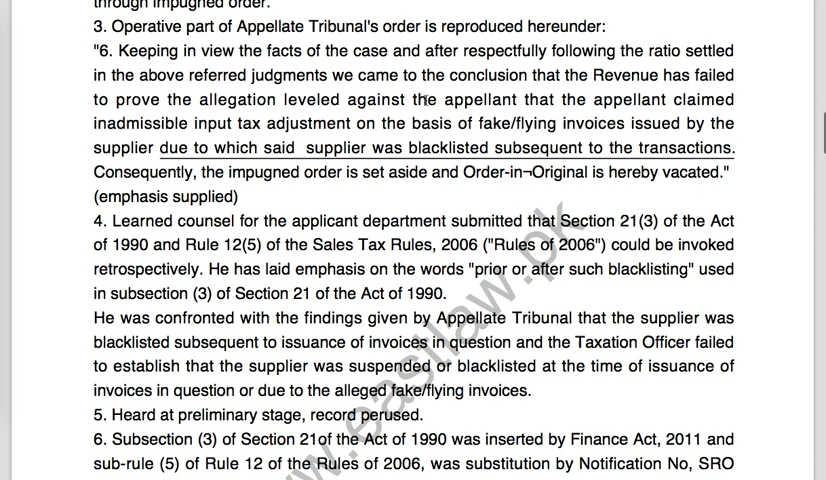 through impugned order.
3. Operative part of Appellate Tribunal's order is reproduced hereunder:
"6. Keeping in view the facts of the case and after respectfully following the ratio settled
in the above referred judgments we came to the conclusion that the Revenue has failed
to prove the allegation leveled against the appellant that the appellant claimed
inadmissible input tax adjustment on the basis of fake/flying invoices issued by the
supplier due to which said supplier was blacklisted subsequent to the transactions.
Consequently, the impugned order is set aside and Order-in¬Original is hereby vacated."
(emphasis supplied)
4. Learned counsel for the applicant department submitted that Section 21(3) of the Act
of 1990 and Rule 12(5) of the Sales Tax Rules, 2006 ("Rules of 2006") could be invoked
retrospectively. He has laid emphasis on the words "prior or after such blacklisting" used
in subsection (3) of Section 21 of the Act of 1990.
He was confronted with the findings given by Appellate Tribunal that the supplier was
blacklisted subsequent to issuance of invoices in question and the Taxation Officer failed
to establish that the supplier was suspended or blacklisted at the time of issuance of
invoices in question or due to the alleged fake/flying invoices.
5. Heard at preliminary stage, record perused.
6. Subsection (3) of Section 21of the Act of 1990 was inserted by Finance Act, 2011 and
sub-rule (5) of Rule 12 of the Rules of 2006, was substitution by Notification No, SRO
www.eastlaw.pk